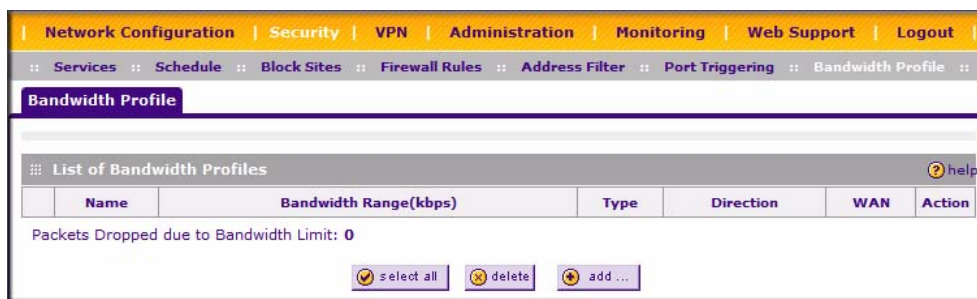 Network Configuration | Security | VPN | Administration | Monitoring | Web Support | Logout
:: Services :: Schedule :: Block Sites :: Firewall Rules :: Address Filter :: Port Triggering :: Bandwidth Profile ::
Bandwidth Profile
List of Bandwidth Profiles help
Name Bandwidth Range(kbps) Type Direction WAN Action
Packets Dropped due to Bandwidth Limit: 0
select all delete add ...